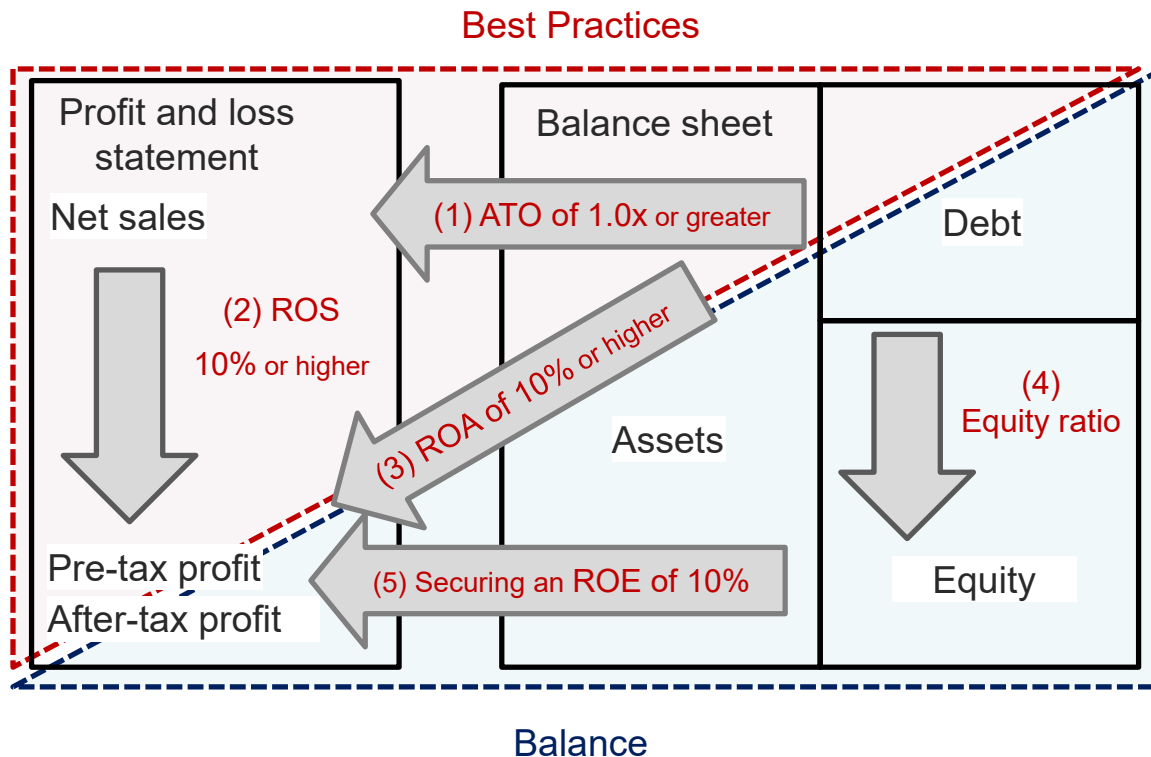 Best Practices
Profit and loss
statement
Net sales
(2) ROS
10% or higher
Pre-tax profit
After-tax profit
Balance sheet
(1) ATO of 1.0x or greater
(3) ROA of 10% or higher
Assets
(5) Securing an ROE of 10%
Debt
(4)
Equity ratio
Equity
Balance